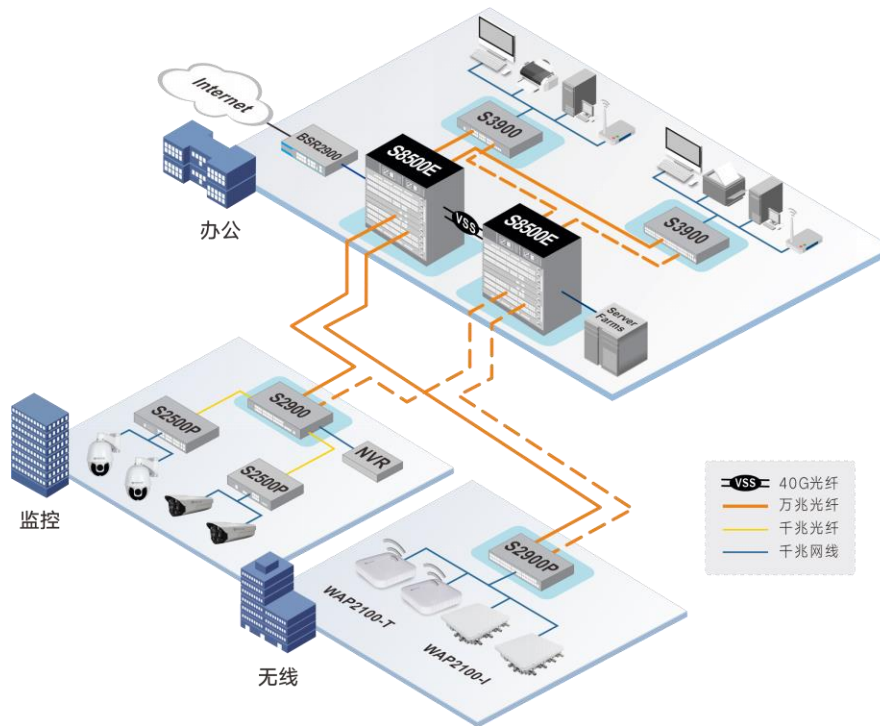 Internet
BSR2900
S3900
S8500E
办公
VSS
S8500E
S3900
Server
Farms
S2900
S2500P
NVR
S2500P
监控
S2900P
WAP2100-T
WAP2100-I
无线
VSS 40G光纤
万兆光纤
千兆光纤
千兆网线